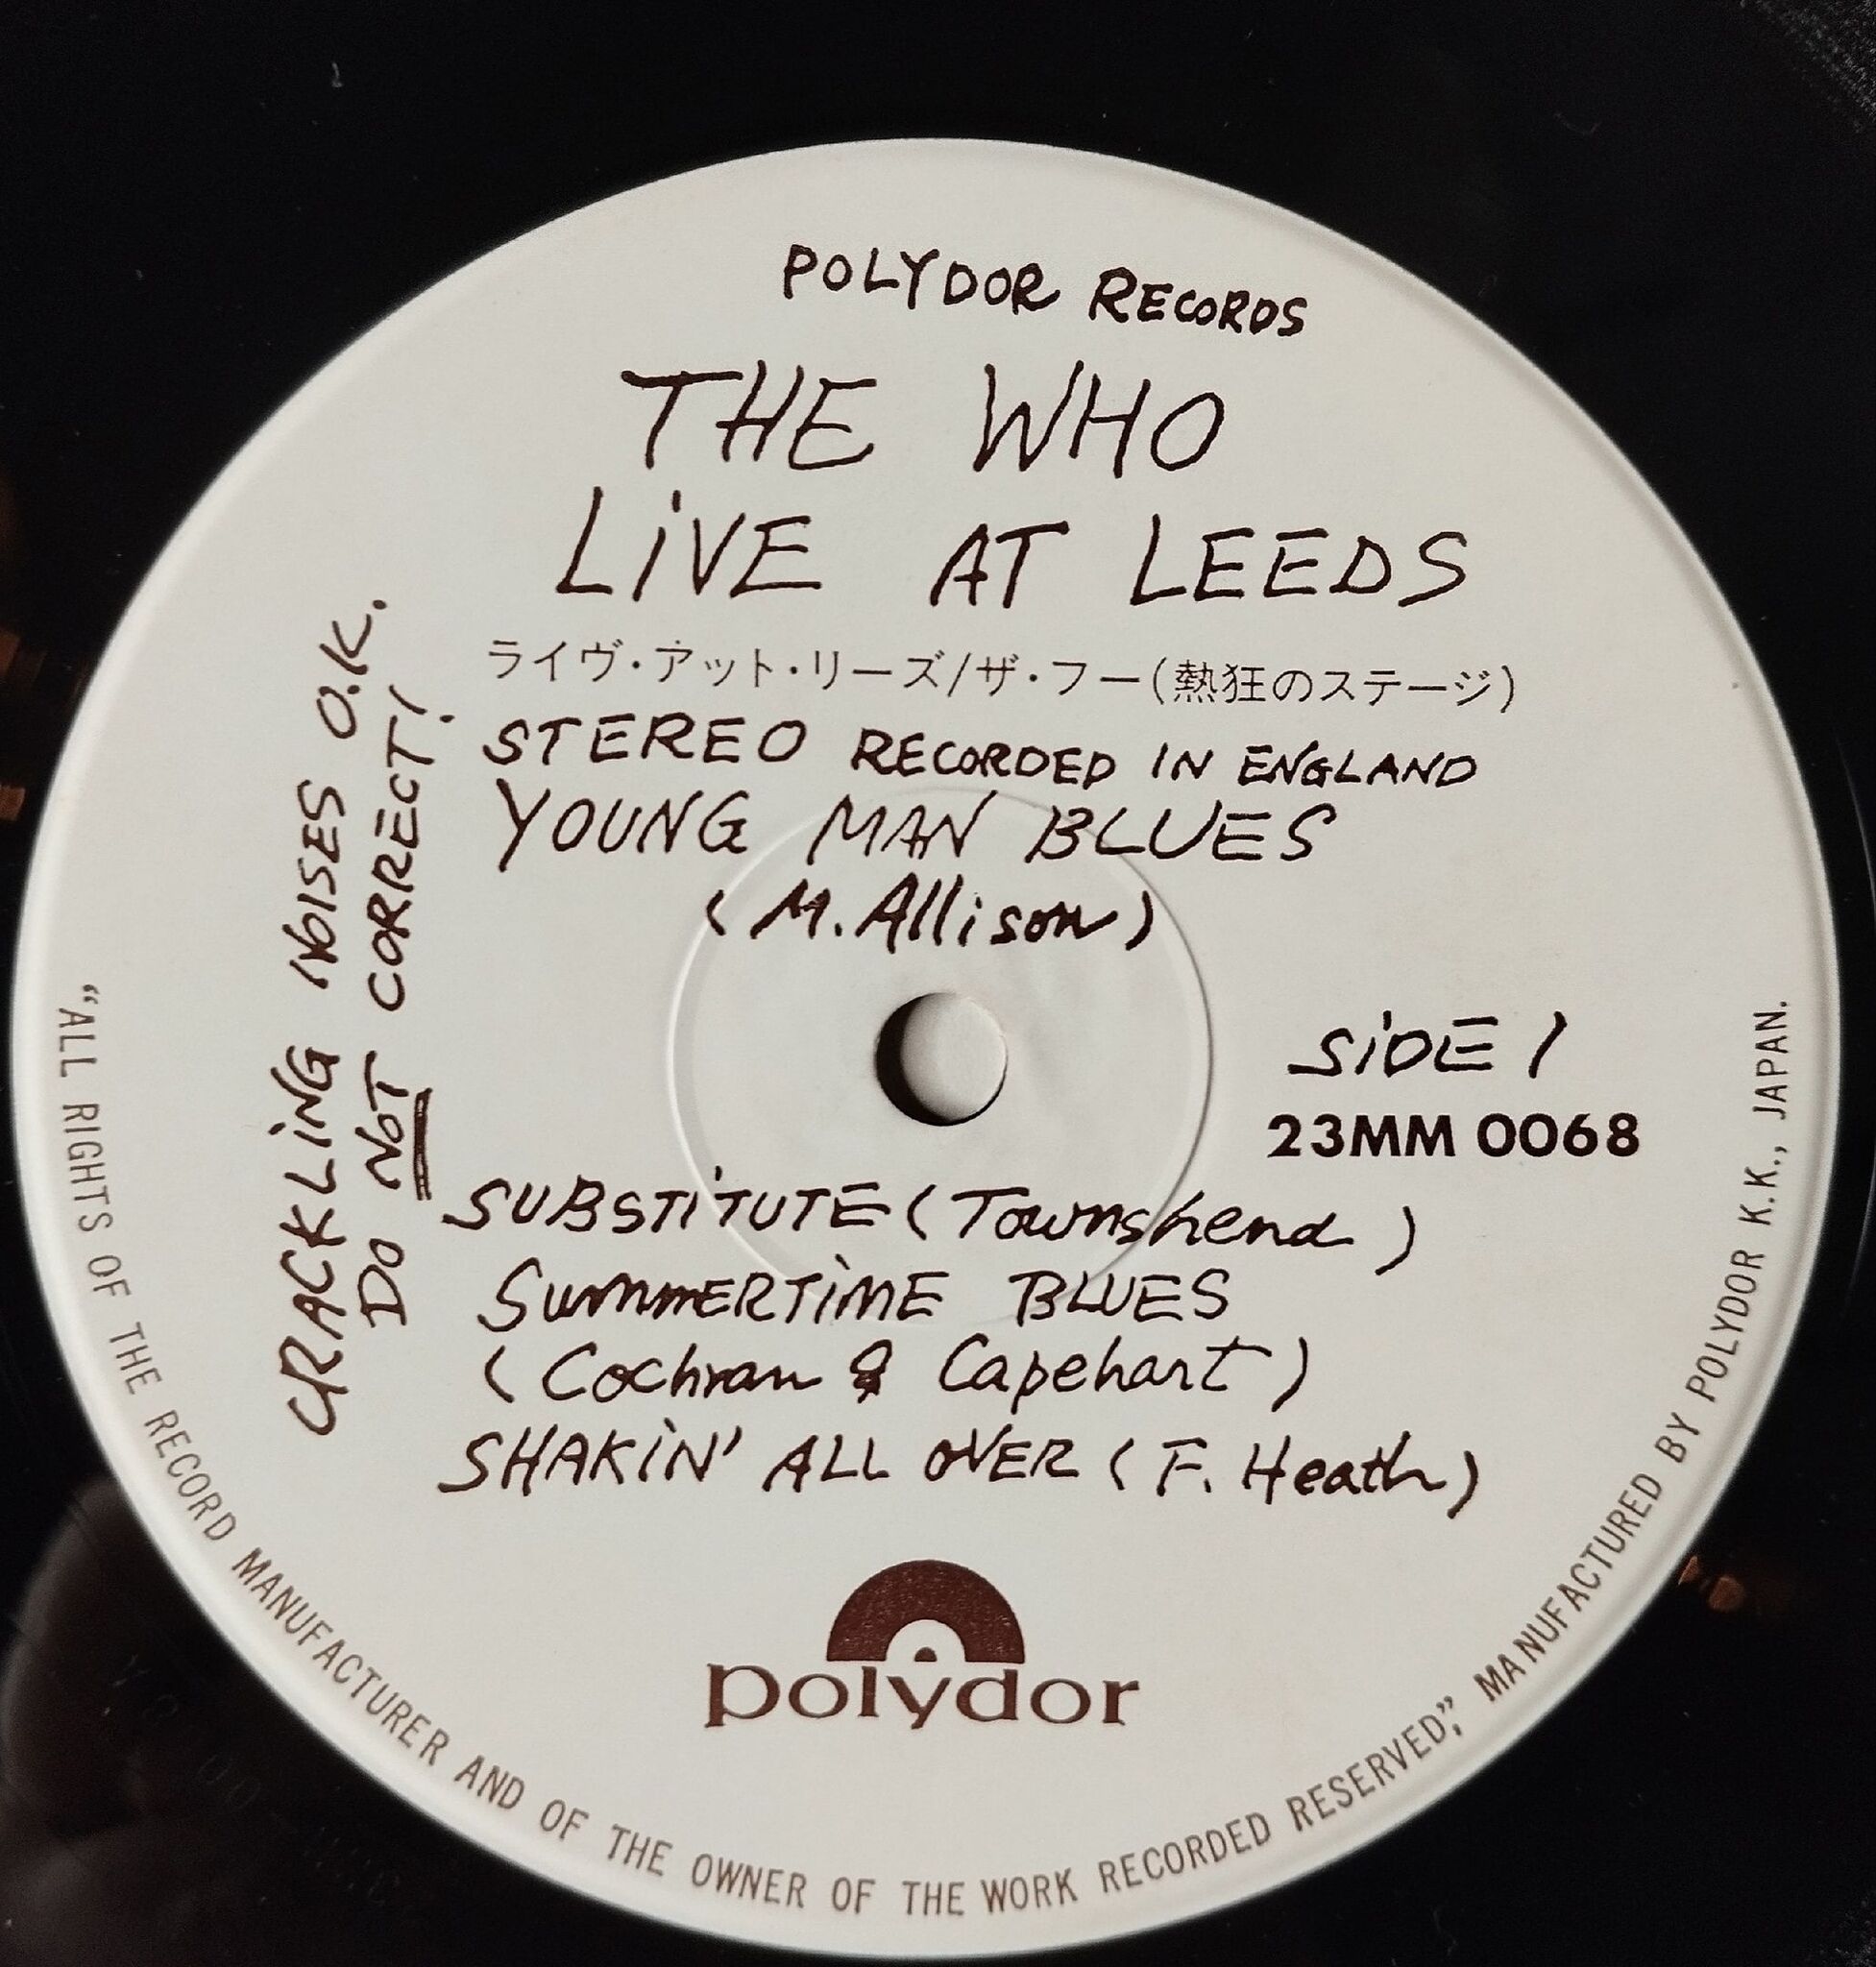 POLYDOR RECORDS
THE WHO
LiVE AT LEEDS
ライヴ・アット・リーズ/ザ・フー(熱狂のステージ)
STEREO RECORDED IN ENGLAND
YOUNG MAN BLUES
(M. Allison)
CRACKLiNG NOISES O.K.
DO NOT CORRECT!
SiDE 1
23MM 0068
SUBSTiTUTE (Townshend)
SummERTiME BLUES
(Cochran & Capehart)
SHAKiN' ALL OVER (F. Heath)
polydor
“ALL RIGHTS OF THE RECORD MANUFACTURER AND OF THE OWNER OF THE WORK RECORDED RESERVED,” MANUFACTURED BY POLYDOR K.K., JAPAN.